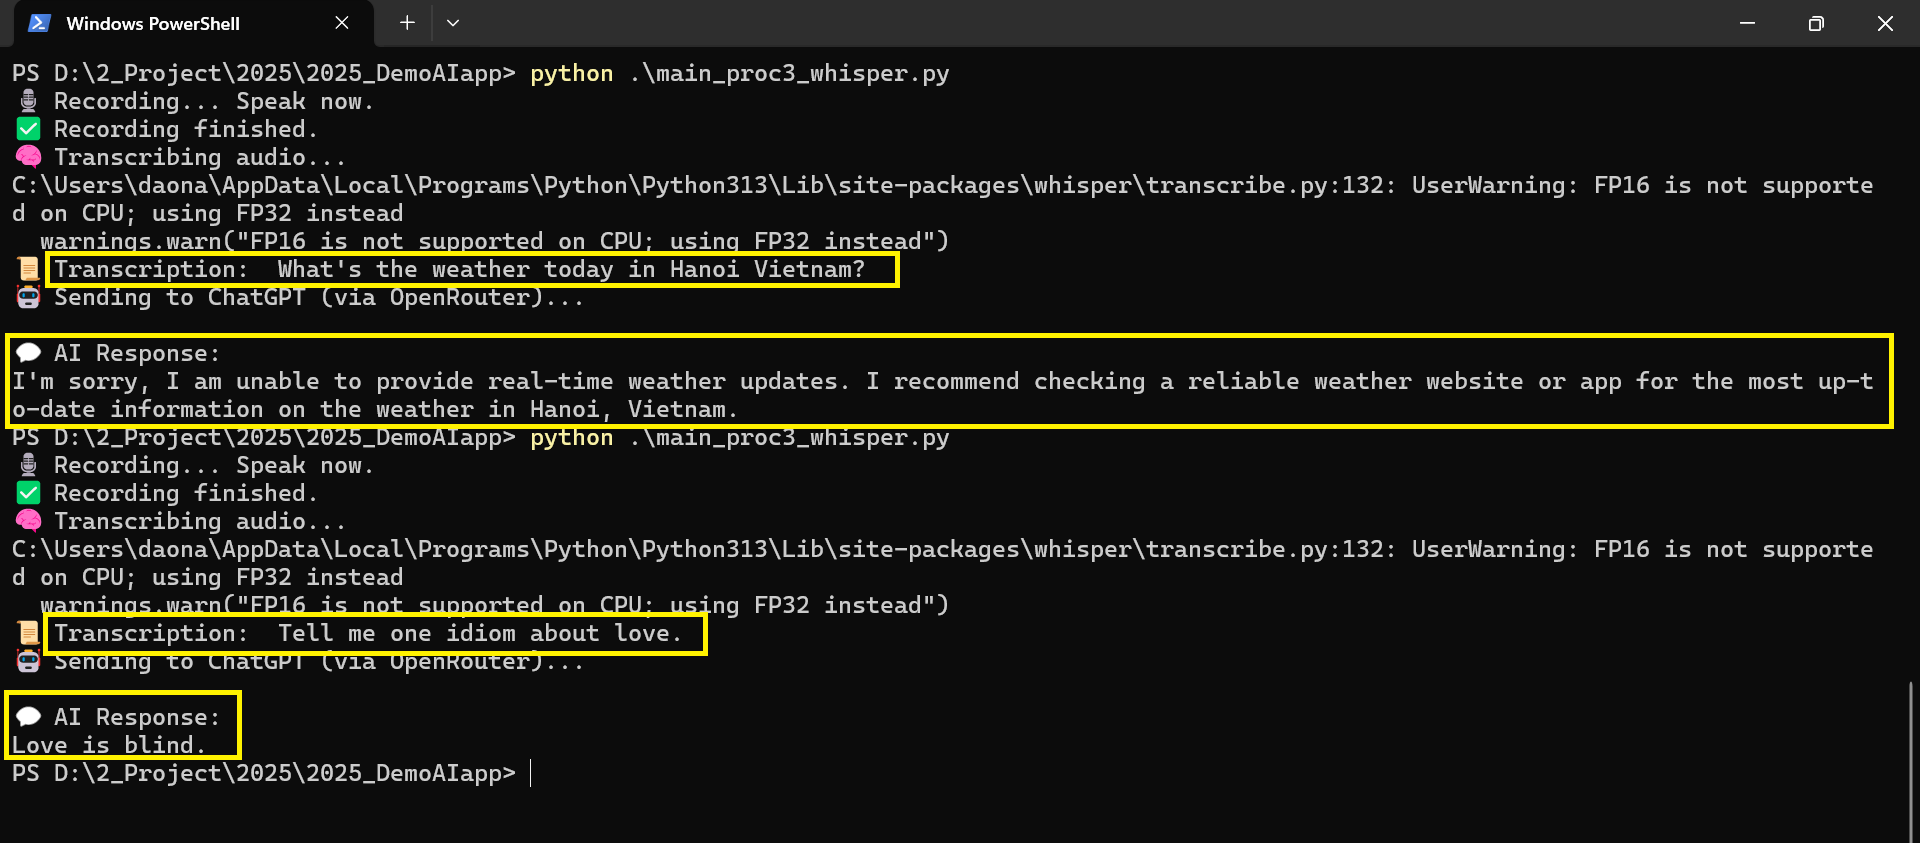 Windows PowerShell
PS D:\2_Project\2025\2025_DemoAIapp> python .\main_proc3_whisper.py
🎙 Recording... Speak now.
✅ Recording finished.
🧠 Transcribing audio...
C:\Users\daona\AppData\Local\Programs\Python\Python313\Lib\site-packages\whisper\transcribe.py:132: UserWarning: FP16 is not supporte
d on CPU; using FP32 instead
  warnings.warn("FP16 is not supported on CPU; using FP32 instead")
📜 Transcription:  What's the weather today in Hanoi Vietnam?
🤖 Sending to ChatGPT (via OpenRouter)...
💬 AI Response:
I'm sorry, I am unable to provide real-time weather updates. I recommend checking a reliable weather website or app for the most up-t
o-date information on the weather in Hanoi, Vietnam.
PS D:\2_Project\2025\2025_DemoAIapp> python .\main_proc3_whisper.py
🎙 Recording... Speak now.
✅ Recording finished.
🧠 Transcribing audio...
C:\Users\daona\AppData\Local\Programs\Python\Python313\Lib\site-packages\whisper\transcribe.py:132: UserWarning: FP16 is not supporte
d on CPU; using FP32 instead
  warnings.warn("FP16 is not supported on CPU; using FP32 instead")
📜 Transcription:  Tell me one idiom about love.
🤖 Sending to ChatGPT (via OpenRouter)...
💬 AI Response:
Love is blind.
PS D:\2_Project\2025\2025_DemoAIapp>